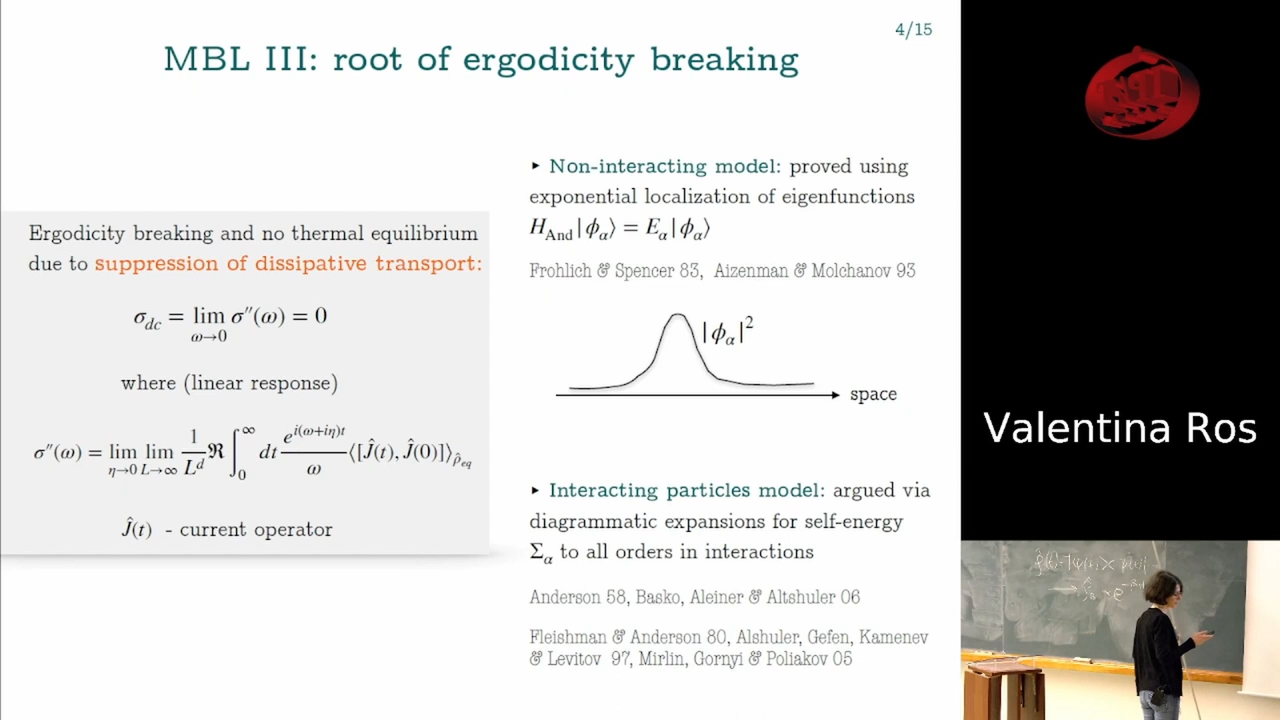 4/15
MBL III: root of ergodicity breaking
Ergodicity breaking and no thermal equilibrium
due to suppression of dissipative transport:
σ_dc = lim_{ω→0} σ″(ω) = 0
where (linear response)
σ″(ω) = lim_{η→0} lim_{L→∞} 1/L^d ℜ ∫_0^∞ dt e^{i(ω+iη)t}/ω ⟨[Ĵ(t), Ĵ(0)]⟩_{ρ̂_eq}
Ĵ(t) - current operator
▸ Non-interacting model: proved using
exponential localization of eigenfunctions
H_And|ϕ_α⟩ = E_α|ϕ_α⟩
Frohlich & Spencer 83, Aizenman & Molchanov 93
|ϕ_α|²
space
▸ Interacting particles model: argued via
diagrammatic expansions for self-energy
Σ_α to all orders in interactions
Anderson 58, Basko, Aleiner & Altshuler 06
Fleishman & Anderson 80, Alshuler, Gefen, Kamenev
& Levitov 97, Mirlin, Gornyi & Poliakov 05
Valentina Ros